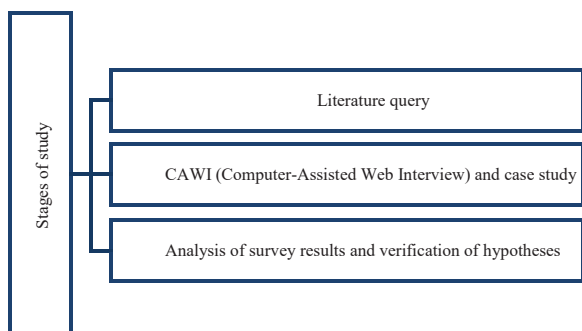 Stages of study
Literature query
CAWI (Computer-Assisted Web Interview) and case study
Analysis of survey results and verification of hypotheses